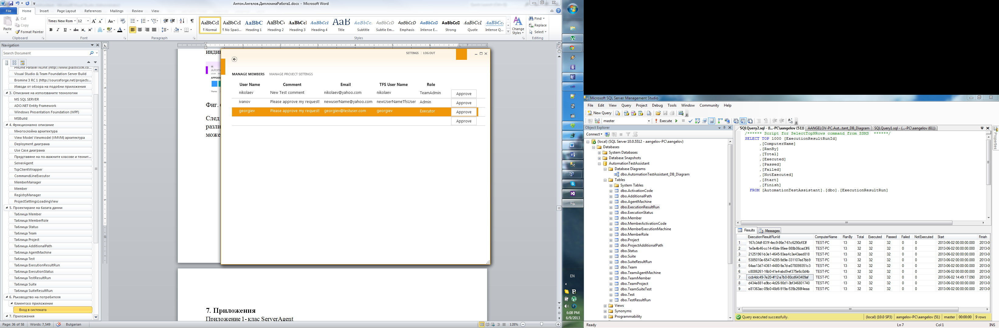 Антон.Ангелов.ДипломнаРабота1.docx - Microsoft Word
File Home Insert Page Layout References Mailings Review View
Paste
Cut
Copy
Format Painter
Times New Rom 12
Clipboard Font Paragraph Styles Editing
AaBbCcI AaBbCcI AaBbC AaBbC AaBbCcI AaBbCcI AaB AaBbCc. AaBbCcD AaBbCcD AaBbCcD AaBbCcD AaBbCcI AaBbCcI
¶ Normal ¶ No Spaci... Heading 1 Heading 2 Heading 3 Heading 4 Title Subtitle Subtle Em... Emphasis Intense E... Strong Quote Intense Q...
Change Styles
Find
Replace
Select
Navigation
Search Document
PNUnit Parallel NUnit (http://www.plasticscm.co...
Visual Studio & Team Foundation Server Build
Bromine 3 RC 1 (http://sourceforge.net/projects...
Изводи от обзора на подобни приложения
3. Описание на използваните технологии
MS SQL SERVER
ADO.NET Entity Framework
Windows Presentation Foundation (WPF)
MSBuild
4. Функционално описание
Многослойна архитектура
View Model Viewmodel (VMVM) архитектура
Deployment диаграма
Use Case диаграма
Представяне на по-важните класове и технит...
ServerAgent
TcpClientWrapper
CommandLineExecutor
MemberManager
Member
RegistryManager
ProjectSettingsLoadingView
5. Проектиране на базата данни
Таблица Member
Таблица MemberRole
Таблица Status
Таблица Team
Таблица Project
Таблица AdditionalPath
Таблица AgentMachine
Таблица Test
Таблица ExecutionResultRun
Таблица ExecutionStatus
Таблица TestResultRun
Таблица Suite
Таблица SuiteResultRun
6. Ръководство на потребителя
Клиентско приложение
Вход в системата
7. Приложения
Page: 36 of 58 Words: 7,549 Bulgarian 128%
инди
automa
LOGIN
APPEARA
Theme:
Фиг.
След
разли
може
7. Приложения
Приложение 1- клас ServerAgent
SETTINGS LOG OUT
MANAGE MEMBERS MANAGE PROJECT SETTINGS
User Name Comment Email TFS User Name Role
nikolaev New Test comment nikolaev@yahoo.com nikolaev TeamAdmin Approve
ivanov Please approve my request! newuserName@yahoo.com newUserNameTfsUser Admin Approve
georgiev Please approve my request! georgiev@testuser.com georgiev Executor Approve
Approve
EN
6:08 PM
6/9/2013
Microsoft SQL Server Management Studio
File Edit View Query Project Debug Tools Window Community Help
New Query
master Execute
Object Explorer
Connect
(local) (SQL Server 10.0.5512 - aangelov-PC\aangelov)
Databases
System Databases
Database Snapshots
AutomationTestAssistant
Database Diagrams
dbo.AutomationTestAssistant_DB_Diagram
Tables
System Tables
dbo.ActivationCode
dbo.AdditionalPath
dbo.AgentMachine
dbo.ExecutionResultRun
dbo.ExecutionStatus
dbo.Member
dbo.MemberActivationCode
dbo.MemberExecutionMachine
dbo.MemberRole
dbo.Project
dbo.ProjectAdditionalPath
dbo.Status
dbo.Suite
dbo.SuiteResultRun
dbo.Team
dbo.TeamAgentMachine
dbo.TeamMember
dbo.TeamProject
dbo.TeamSuiteTest
dbo.Test
dbo.TestResultRun
Views
Synonyms
Programmability
SQLQuery2.sql - (l...-PC\aangelov (51)) AANGELOV-PC.Aut...tant_DB_Diagram SQLQuery1.sql - (...-PC\aangelov (61))
Properties
/****** Script for SelectTopNRows command from SSMS ******/
SELECT TOP 1000 [ExecutionResultRunId]
,[ComputerName]
,[RanBy]
,[Total]
,[Executed]
,[Passed]
,[Failed]
,[NotExecuted]
,[Start]
,[Finish]
FROM [AutomationTestAssistant].[dbo].[ExecutionResultRun]
Results Messages
ExecutionResultRunId ComputerName RanBy Total Executed Passed Failed NotExecuted Start Finish
1 167c34df-831f-4ec9-86e7-61c6290cf83f TEST-PC 13 32 32 32 0 0 2013-06-02 00:00:00.000 2013-0
2 1e0e4b46-cc14-40de-95ee-988b06cad3f6 TEST-PC 13 32 32 32 0 0 2013-06-02 00:00:00.000 2013-0
3 21251961-b3e1-4645-93ea-fc3e43aed818 TEST-PC 13 32 32 32 0 0 2013-06-02 00:00:00.000 2013-0
4 5385010e-6547-4285-9d9e-331107ed7bb9 TEST-PC 13 32 32 32 0 0 2013-06-02 00:00:00.000 2013-0
5 64aa13d7-4361-4480-9a7d-a078099351c3 TEST-PC 13 32 32 32 0 0 2013-06-02 00:00:00.000 2013-0
6 c8086261-16b0-41e4-abd9-ef375e6c0d4b TEST-PC 13 32 32 32 0 0 2013-06-02 00:00:00.000 2013-0
7 ccb4dc49-7e20-4f12-a7b0-80cd643409af TEST-PC 13 32 32 32 0 0 2013-06-02 14:49:17.090 2013-0
8 d434e881-a9bc-4d26-90d1-3bf346801740 TEST-PC 13 32 32 32 0 0 2013-06-02 00:00:00.000 2013-0
9 e81363ac-05b0-48d6-919a-535b266f4eaa TEST-PC 13 32 32 32 0 0 2013-06-02 00:00:00.000 2013-0
Query executed successfully. (local) (10.0 SP3) aangelov-PC\aangelov (51) master 00:00:00 9 rows
Ready Ln 7 Col 1 INS